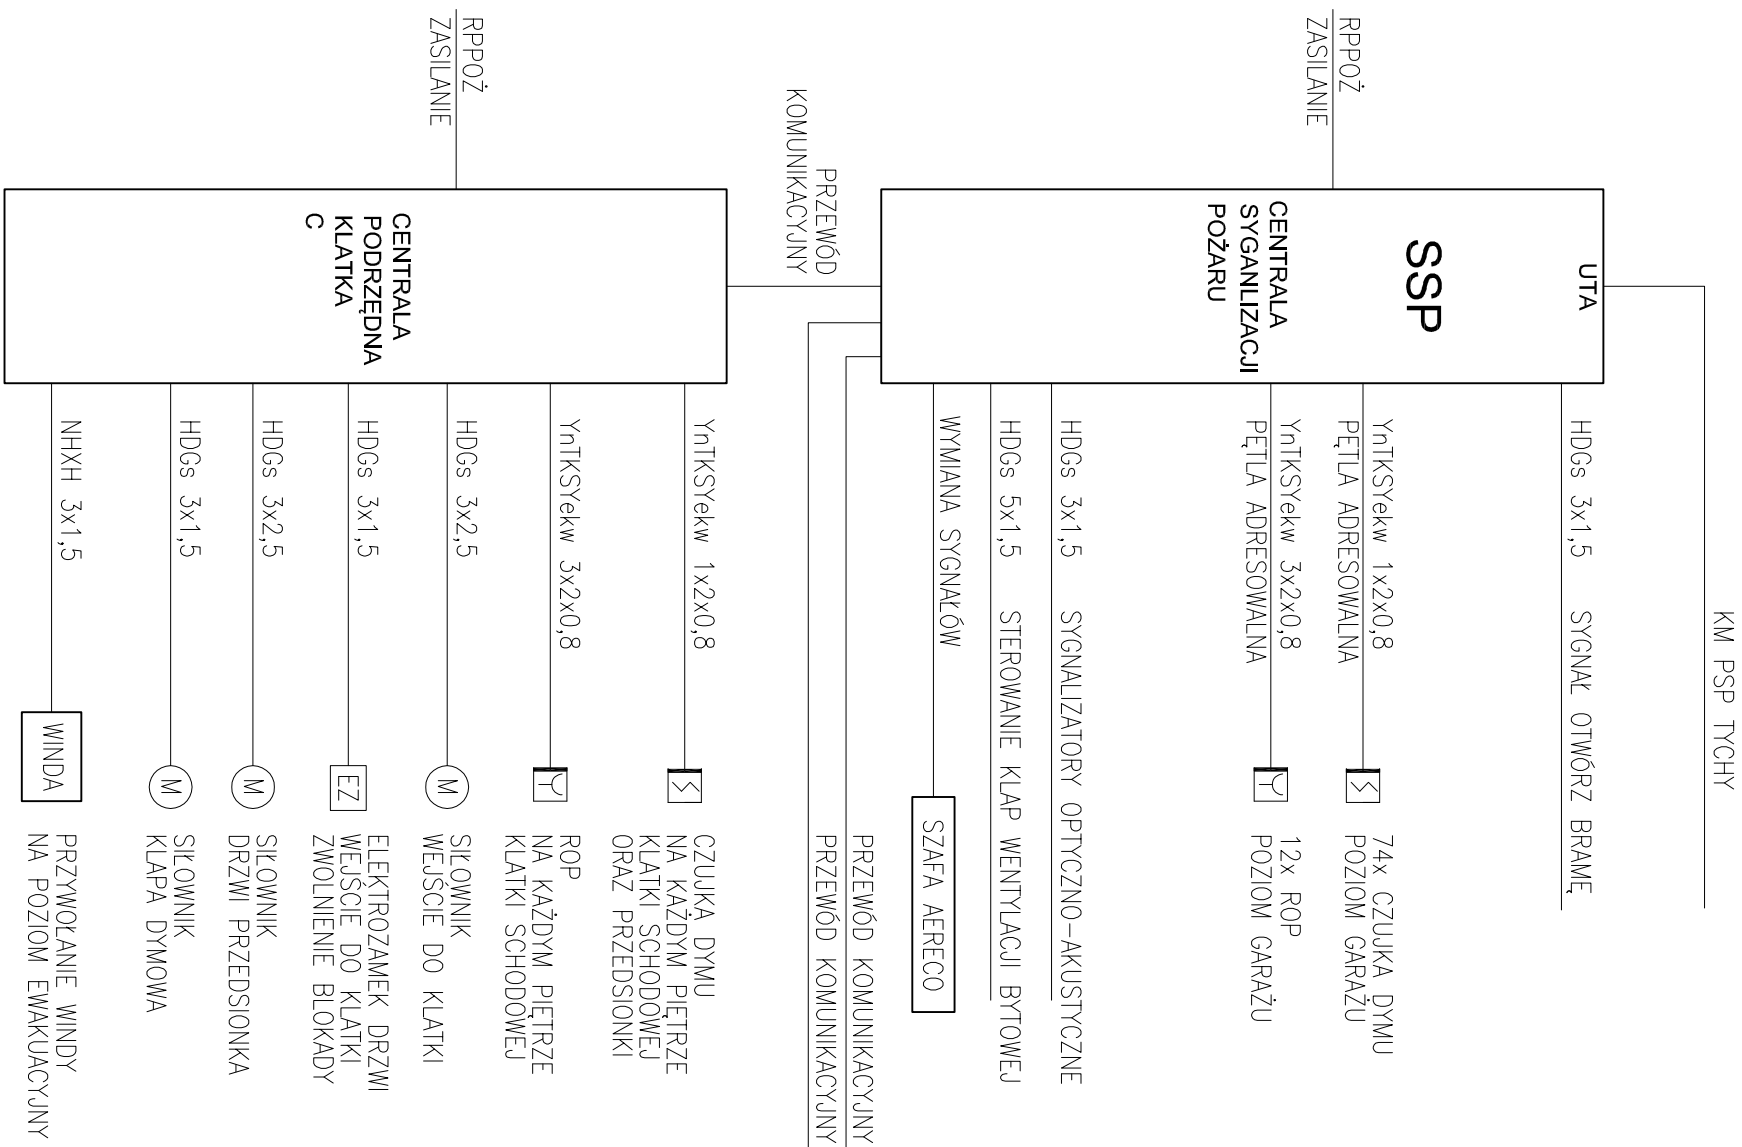 KM PSP TYCHY
UTA
SSP
CENTRALA
SYGANLIZACJI
POŻARU
RPPOŻ
ZASILANIE
HDGs 3x1,5 SYGNAŁ OTWÓRZ BRAMĘ
YnTKSYekw 1x2x0,8
PĘTLA ADRESOWALNA
74x CZUJKA DYMU
POZIOM GARAŻU
YnTKSYekw 3x2x0,8
PĘTLA ADRESOWALNA
12x ROP
POZIOM GARAŻU
HDGs 3x1,5 SYGNALIZATORY OPTYCZNO-AKUSTYCZNE
HDGs 5x1,5 STEROWANIE KLAP WENTYLACJI BYTOWEJ
WYMIANA SYGNAŁÓW
SZAFA AERECO
PRZEWÓD KOMUNIKACYJNY
PRZEWÓD KOMUNIKACYJNY
PRZEWÓD
KOMUNIKACYJNY
RPPOŻ
ZASILANIE
CENTRALA
PODRZĘDNA
KLATKA
C
YnTKSYekw 1x2x0,8
CZUJKA DYMU
NA KAŻDYM PIĘTRZE
KLATKI SCHODOWEJ
ORAZ PRZEDSIONKI
YnTKSYekw 3x2x0,8
Y
ROP
NA KAŻDYM PIĘTRZE
KLATKI SCHODOWEJ
HDGs 3x2,5
M
SIŁOWNIK
WEJŚCIE DO KLATKI
HDGs 3x1,5
EZ
ELEKTROZAMEK DRZWI
WEJŚCIE DO KLATKI
ZWOLNIENIE BLOKADY
HDGs 3x2,5
M
SIŁOWNIK
DRZWI PRZEDSIONKA
HDGs 3x1,5
M
SIŁOWNIK
KLAPA DYMOWA
NHXH 3x1,5
WINDA
PRZYWOŁANIE WINDY
NA POZIOM EWAKUACYJNY